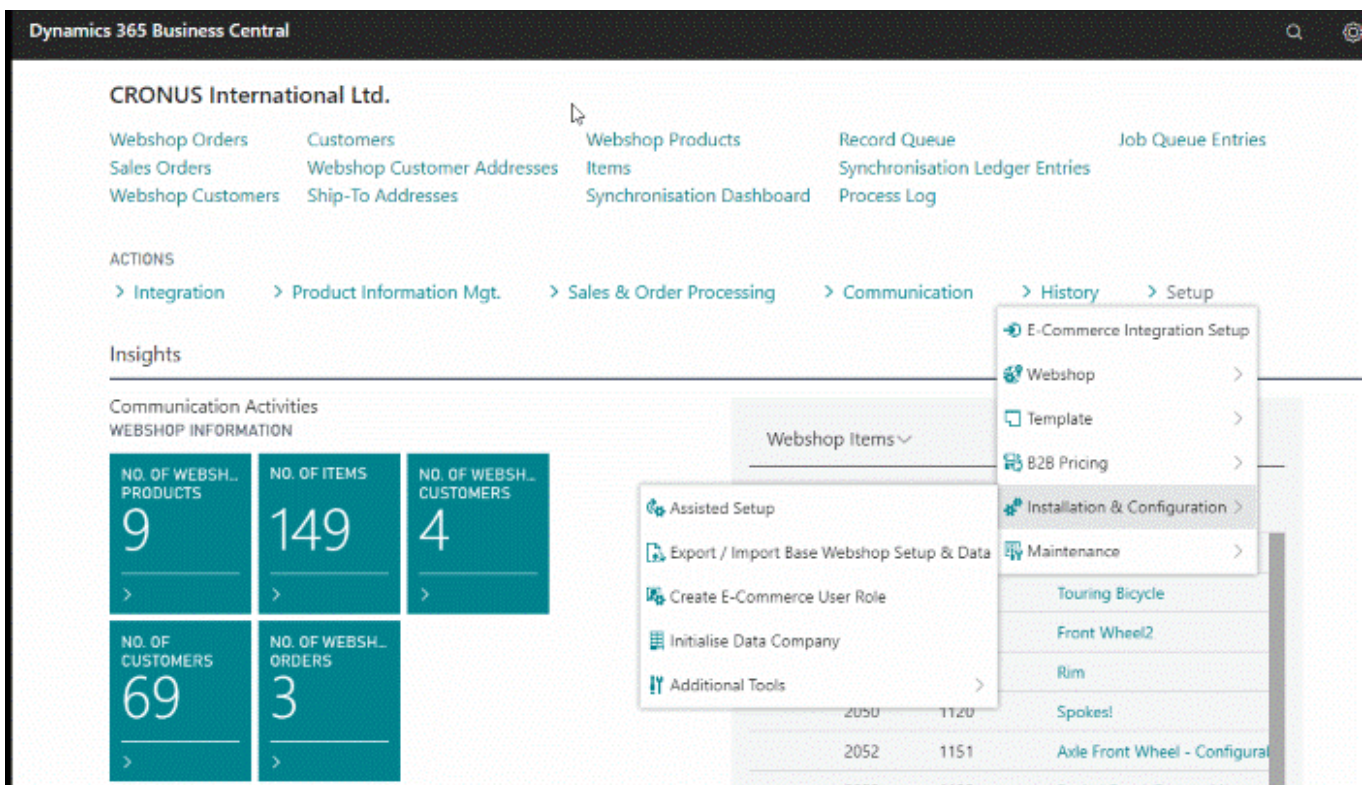 Dynamics 365 Business Central
CRONUS International Ltd.
Webshop Orders Customers Webshop Products Record Queue Job Queue Entries
Sales Orders Webshop Customer Addresses Items Synchronisation Ledger Entries
Webshop Customers Ship-To Addresses Synchronisation Dashboard Process Log
ACTIONS
> Integration > Product Information Mgt. > Sales & Order Processing > Communication > History > Setup
E-Commerce Integration Setup
Webshop >
Template >
B2B Pricing >
Installation & Configuration >
Maintenance >
Assisted Setup
Export / Import Base Webshop Setup & Data
Create E-Commerce User Role
Initialise Data Company
Additional Tools >
Insights
Communication Activities
WEBSHOP INFORMATION
NO. OF WEBSH...
PRODUCTS
9
>
NO. OF ITEMS
149
>
NO. OF WEBSH...
CUSTOMERS
4
>
NO. OF
CUSTOMERS
69
>
NO. OF WEBSH...
ORDERS
3
>
Webshop Items
Touring Bicycle
Front Wheel2
Rim
2050 1120 Spokes!
2052 1151 Axle Front Wheel - Configural